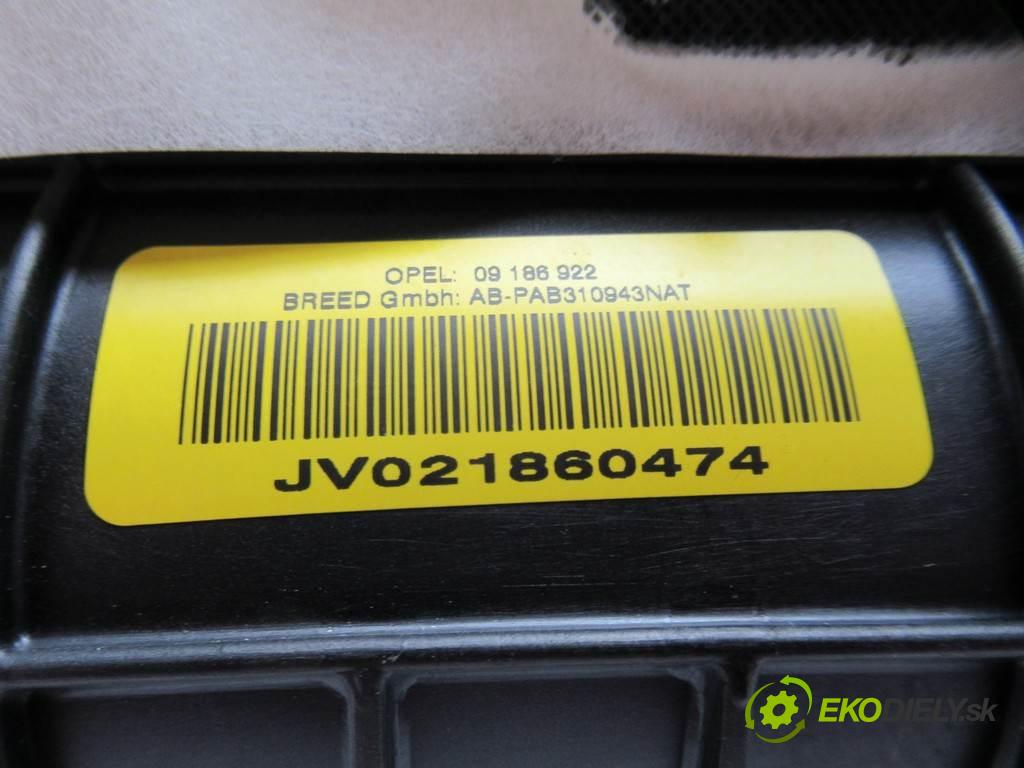 OPEL: 09 186 922
BREED Gmbh: AB-PAB310943NAT
JV021860474
EKODIELY.sk